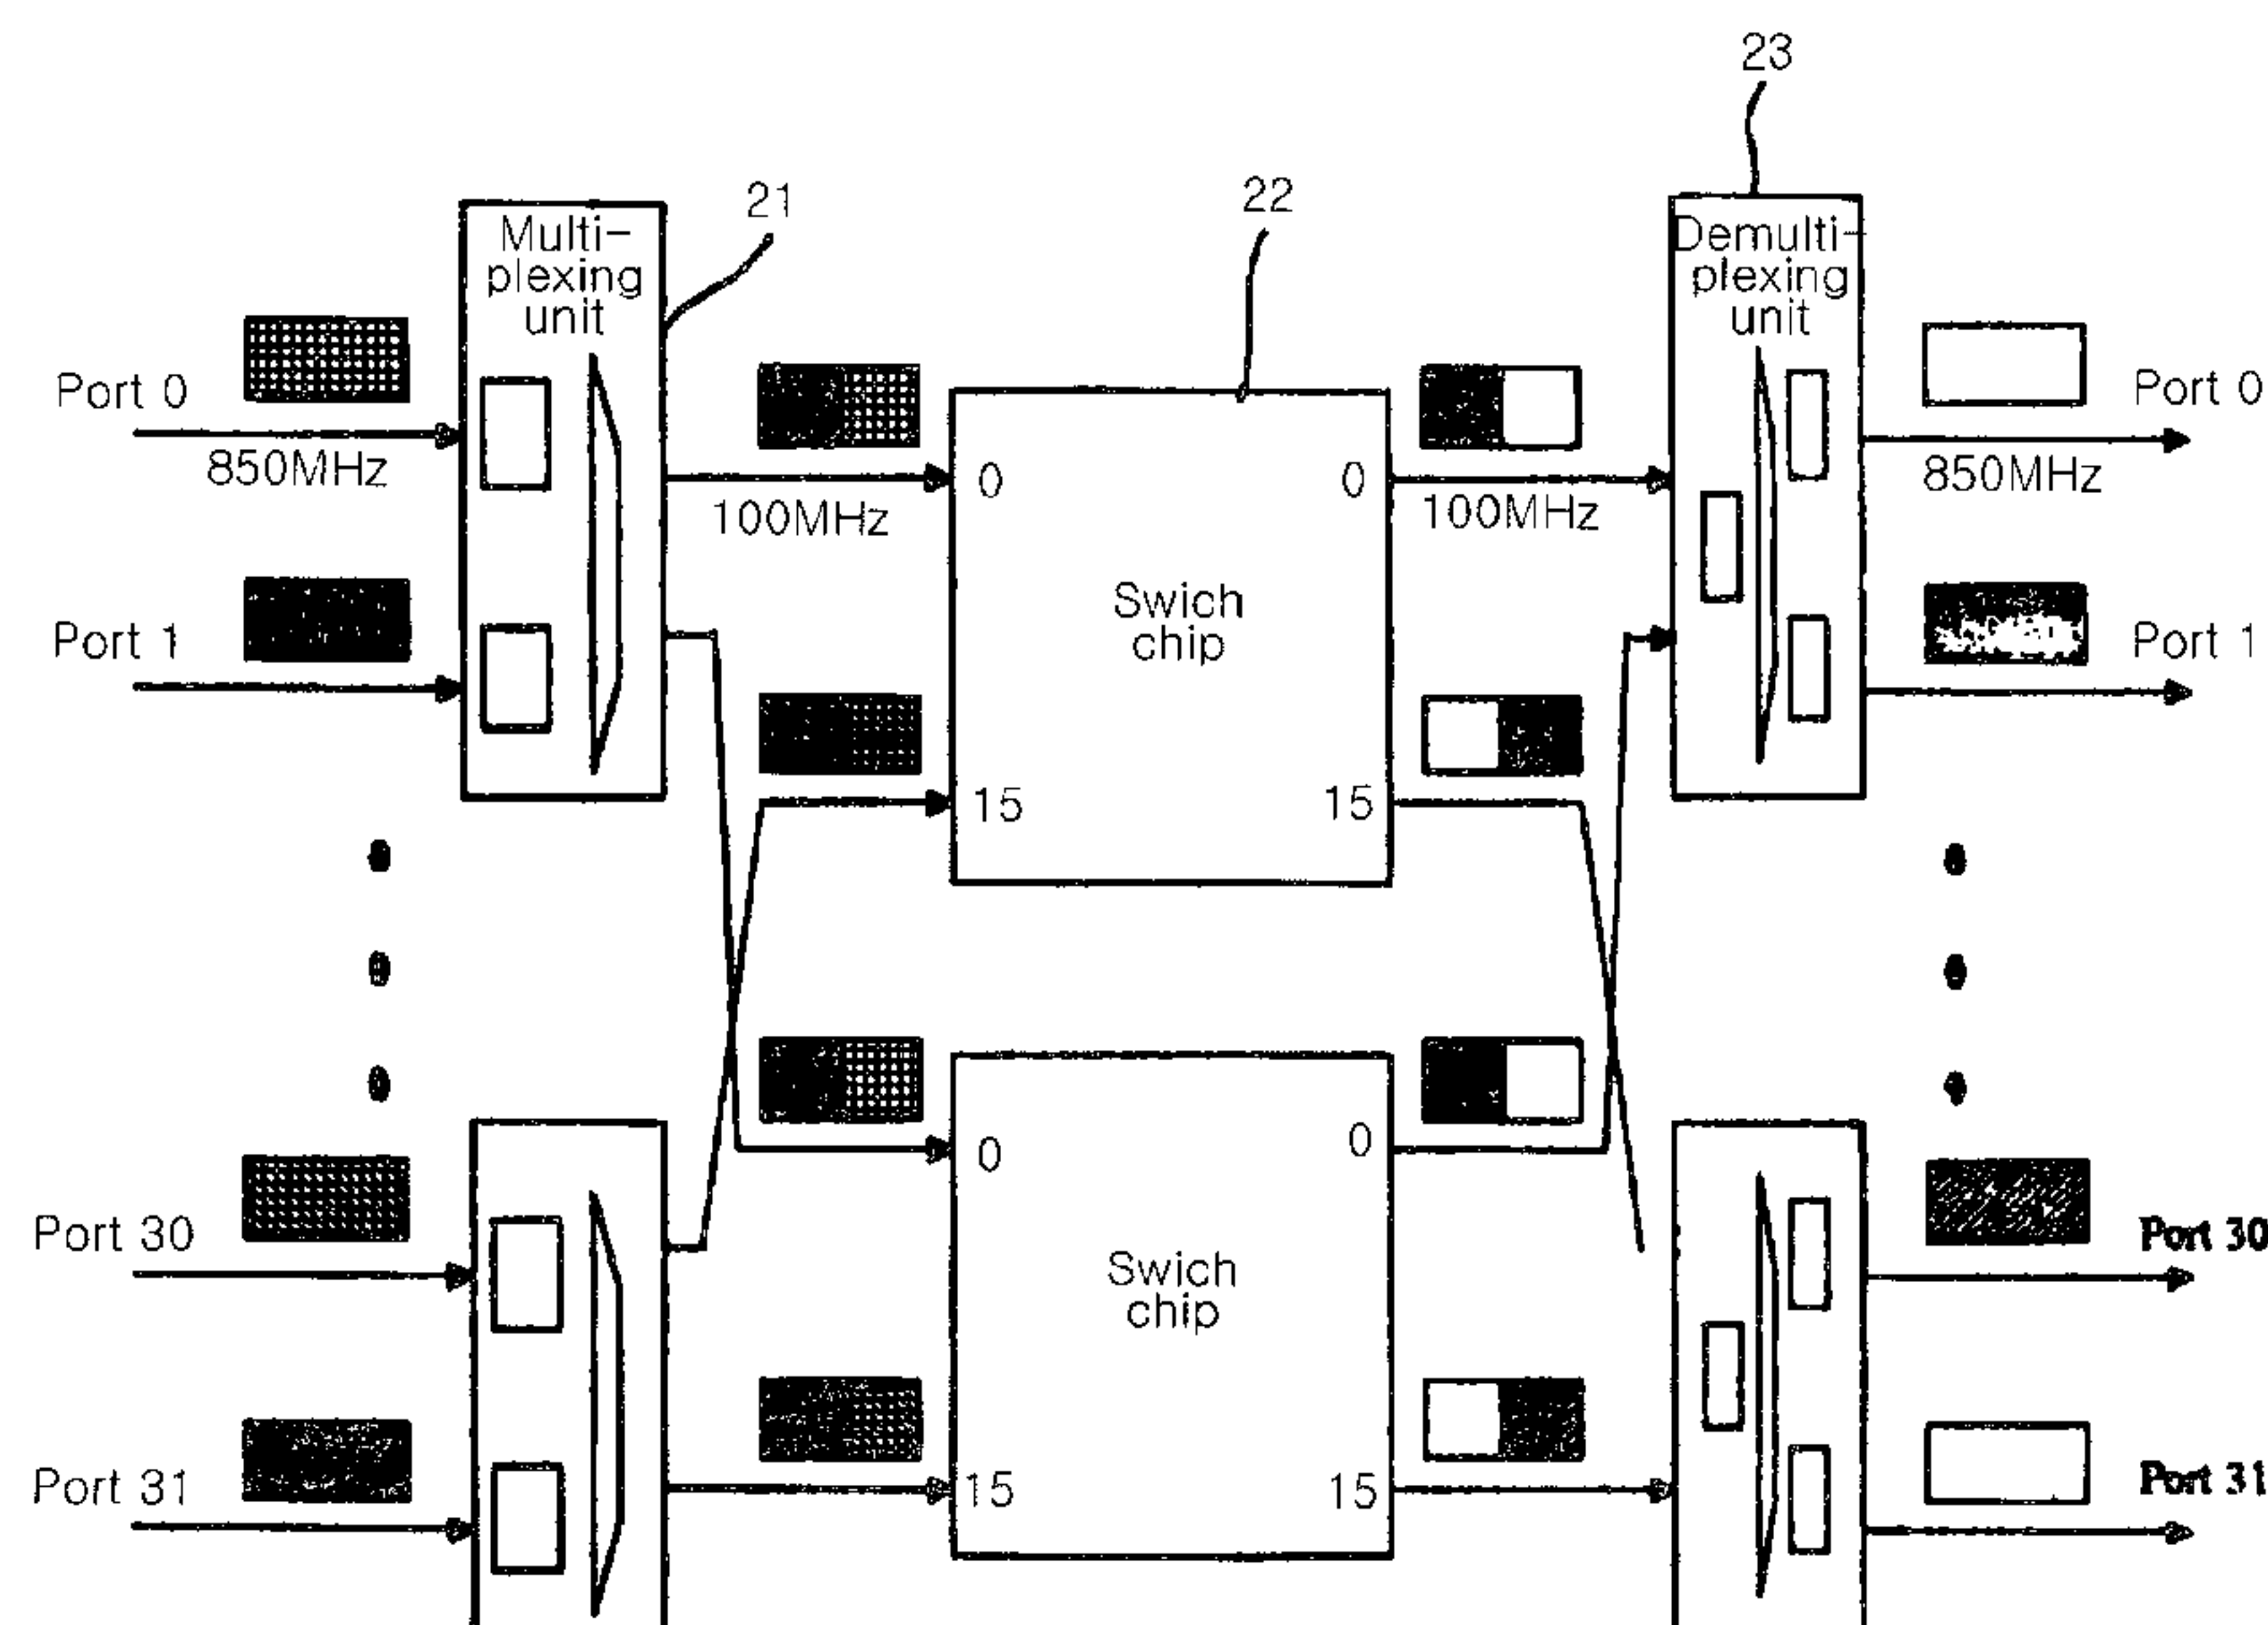 23
21
22
Multi-
plexing
unit
Demulti-
plexing
unit
Port 0
850MHz
100MHz
0
0
100MHz
850MHz
Port 0
Swich
chip
Port 1
Port 1
15
15
0
0
Port 30
Port 30
Swich
chip
Port 31
15
15
Port 31